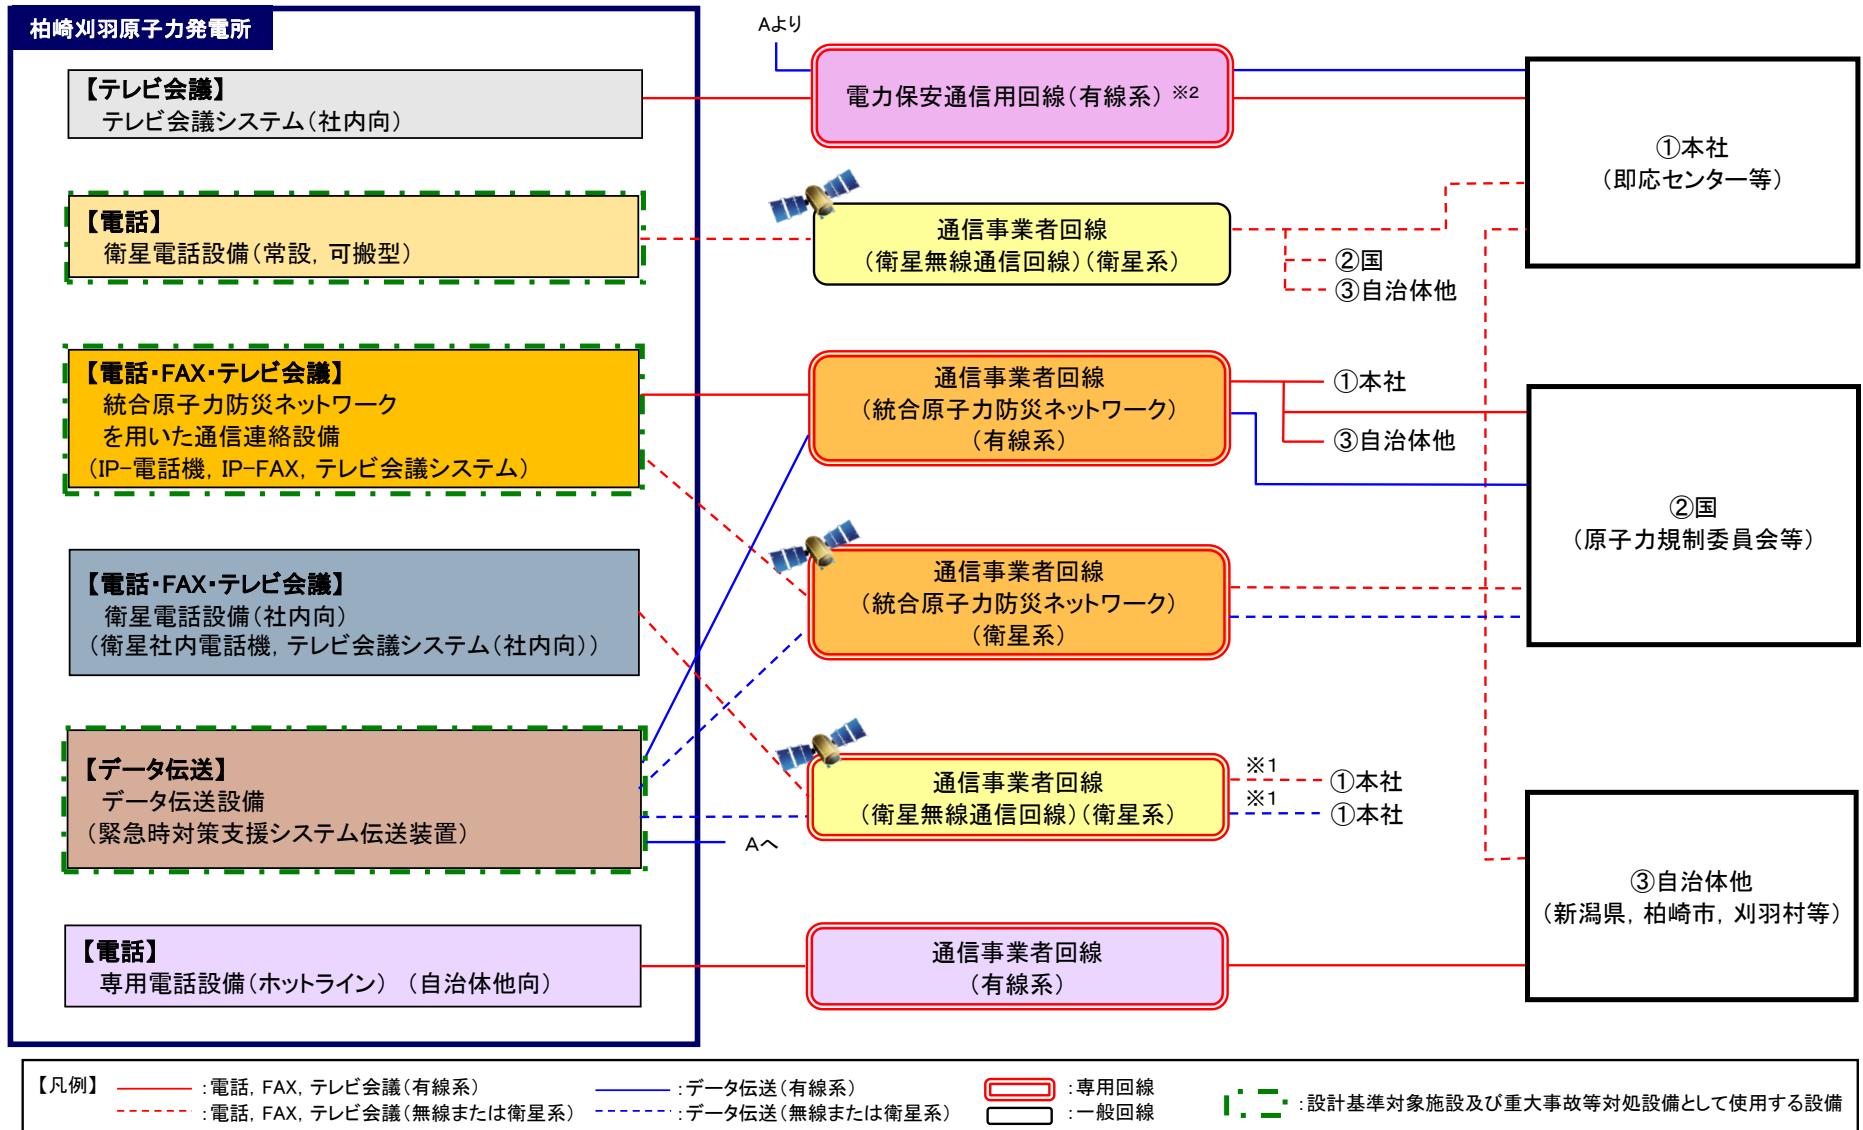 柏崎刈羽原子力発電所
【テレビ会議】
テレビ会議システム(社内向)
【電話】
衛星電話設備(常設, 可搬型)
【電話・FAX・テレビ会議】
統合原子力防災ネットワーク
を用いた通信連絡設備
(IP-電話機, IP-FAX, テレビ会議システム)
【電話・FAX・テレビ会議】
衛星電話設備(社内向)
(衛星社内電話機, テレビ会議システム(社内向))
【データ伝送】
データ伝送設備
(緊急時対策支援システム伝送装置)
【電話】
専用電話設備(ホットライン) (自治体他向)
Aより
Aへ
電力保安通信用回線(有線系) ※2
通信事業者回線
(衛星無線通信回線)(衛星系)
②国
③自治体他
通信事業者回線
(統合原子力防災ネットワーク)
(有線系)
①本社
③自治体他
通信事業者回線
(統合原子力防災ネットワーク)
(衛星系)
通信事業者回線
(衛星無線通信回線)(衛星系)
※1
①本社
※1
①本社
通信事業者回線
(有線系)
①本社
(即応センター等)
②国
(原子力規制委員会等)
③自治体他
(新潟県, 柏崎市, 刈羽村等)
【凡例】
:電話, FAX, テレビ会議(有線系)
:電話, FAX, テレビ会議(無線または衛星系)
:データ伝送(有線系)
:データ伝送(無線または衛星系)
:専用回線
:一般回線
:設計基準対象施設及び重大事故等対処設備として使用する設備